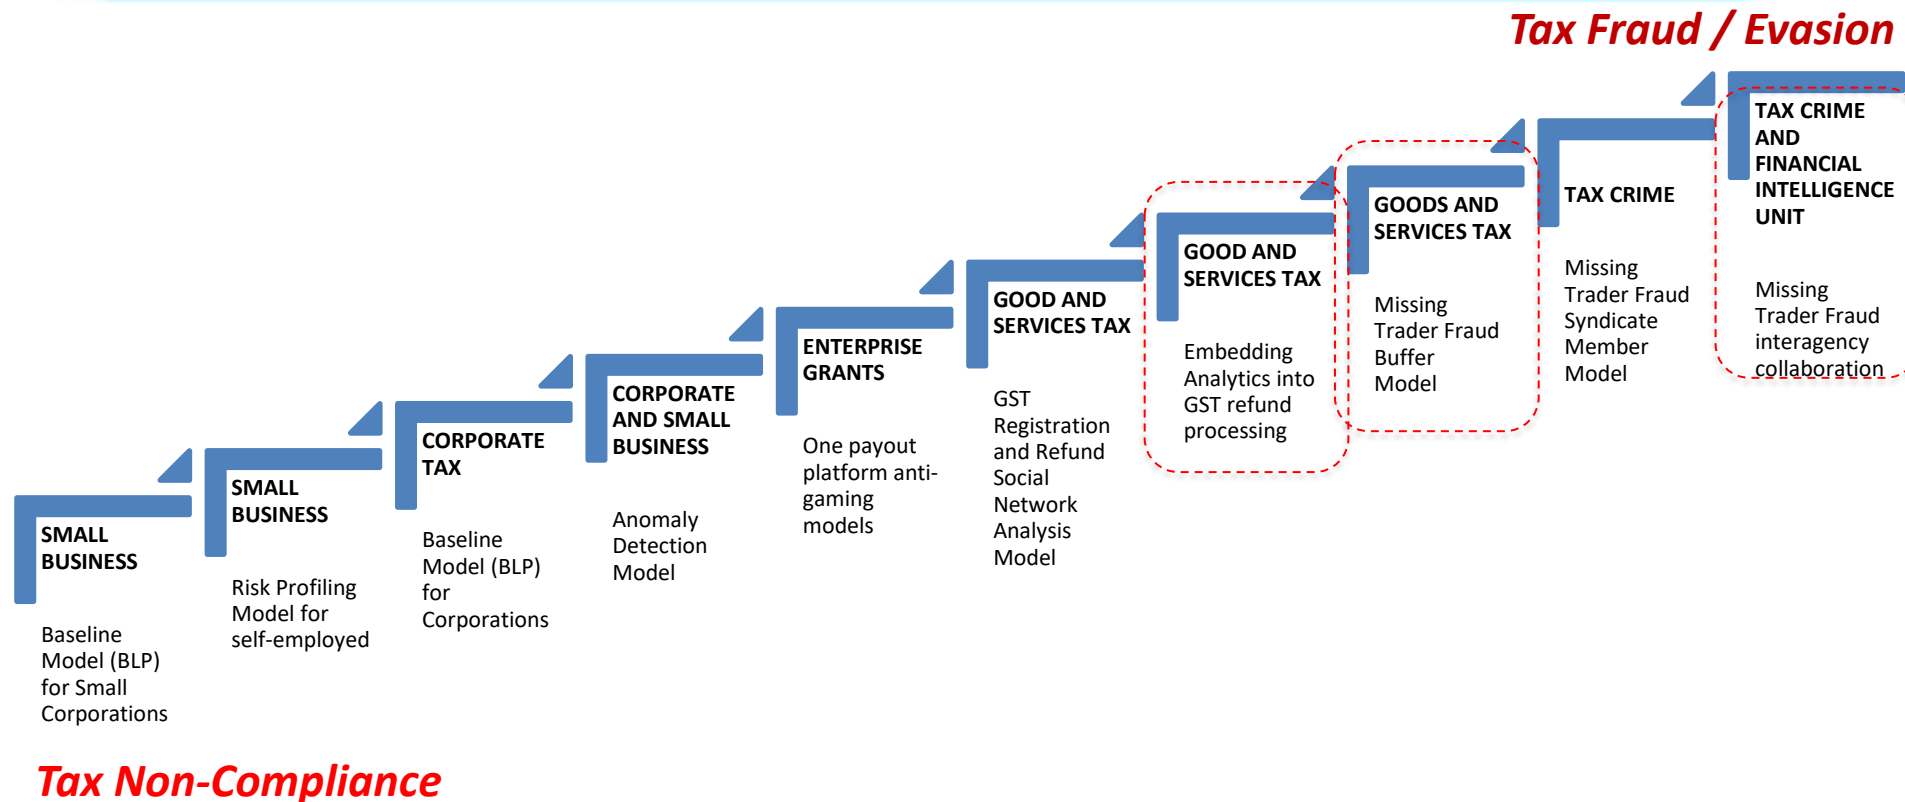 Tax Fraud / Evasion
SMALL
BUSINESS
Baseline
Model (BLP)
for Small
Corporations
SMALL
BUSINESS
Risk Profiling
Model for
self-employed
CORPORATE
TAX
Baseline
Model (BLP)
for
Corporations
CORPORATE
AND SMALL
BUSINESS
Anomaly
Detection
Model
ENTERPRISE
GRANTS
One payout
platform anti-
gaming
models
GOOD AND
SERVICES TAX
GST
Registration
and Refund
Social
Network
Analysis
Model
GOOD AND
SERVICES TAX
Embedding
Analytics into
GST refund
processing
GOODS AND
SERVICES TAX
Missing
Trader Fraud
Buffer
Model
TAX CRIME
Missing
Trader Fraud
Syndicate
Member
Model
TAX CRIME
AND
FINANCIAL
INTELLIGENCE
UNIT
Missing
Trader Fraud
interagency
collaboration
Tax Non-Compliance